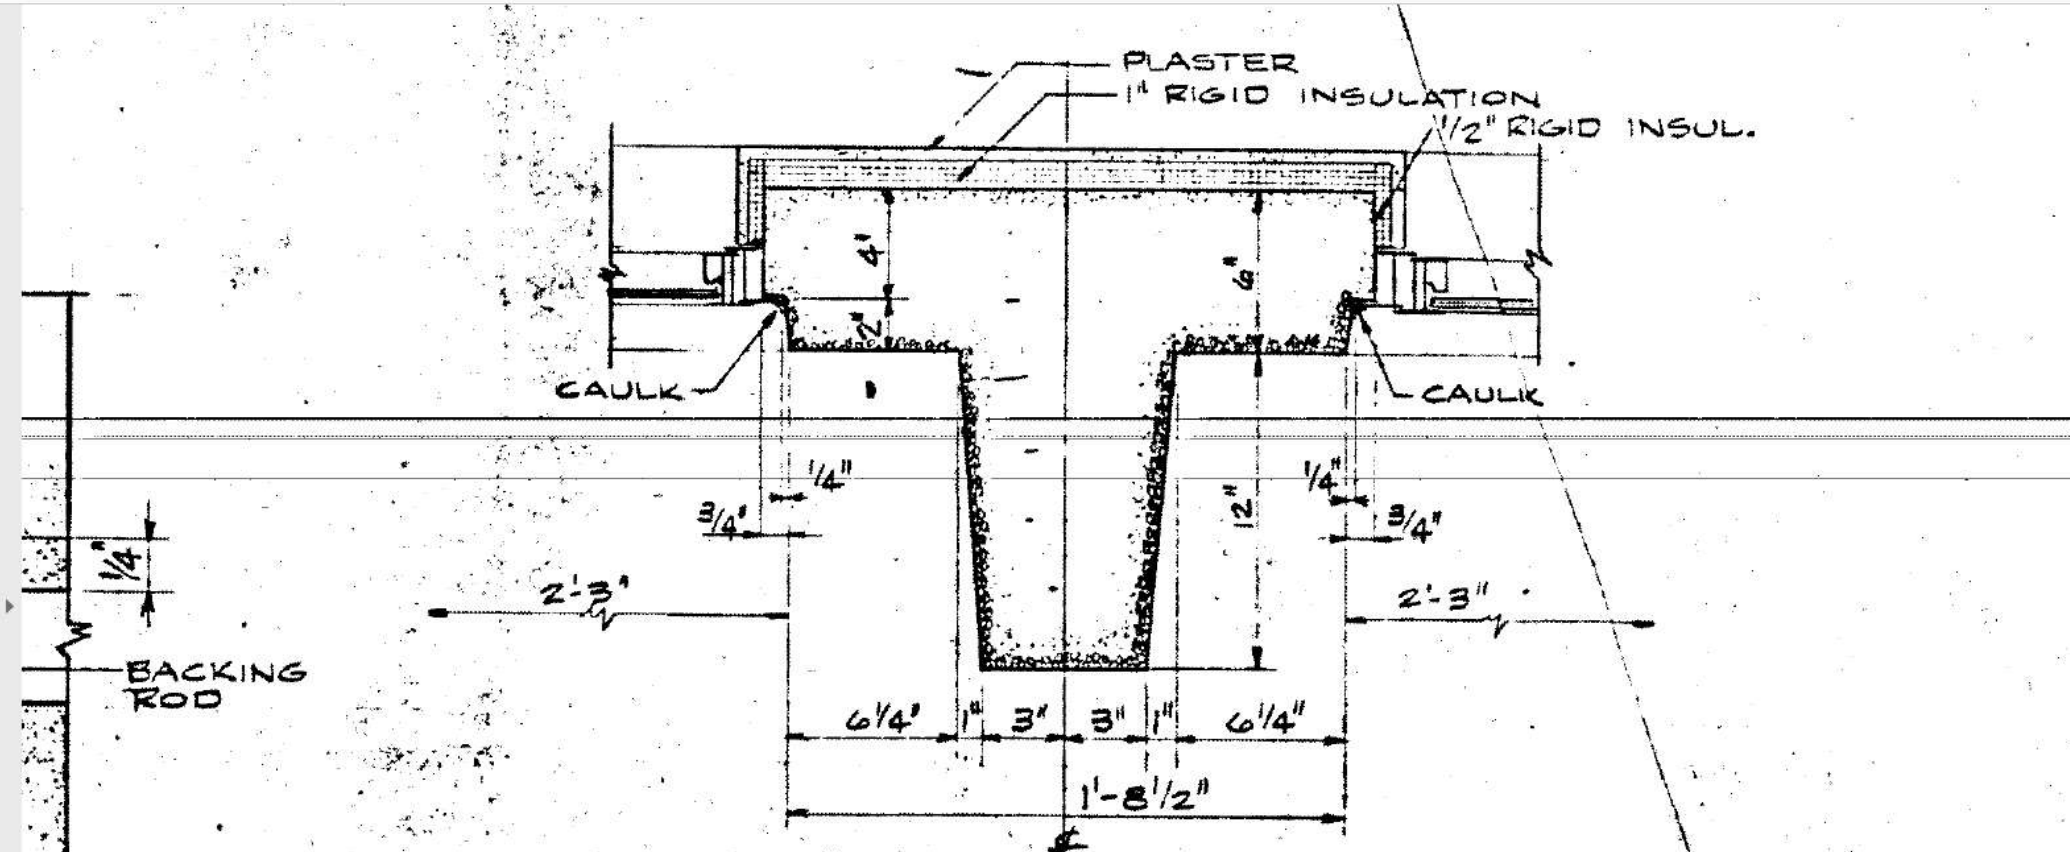 PLASTER
1" RIGID INSULATION
1/2" RIGID INSUL.
4"
6"
2"
CAULK
CAULK
1/4"
1/4"
3/4"
12"
3/4"
1/4"
2'-3"
2'-3"
BACKING
ROD
6 1/4" 1" 3" 3" 1" 6 1/4"
1'-8 1/2"